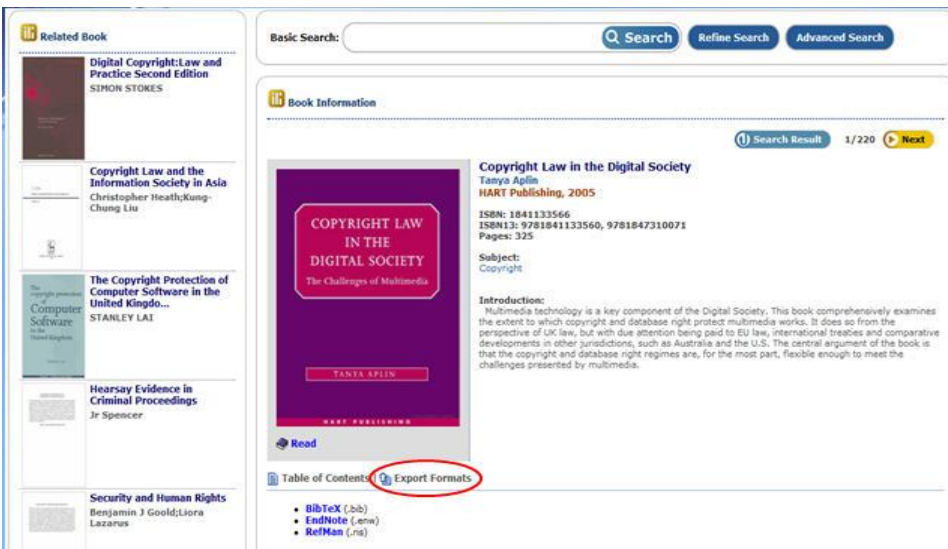 Related Book
Digital Copyright:Law and
Practice Second Edition
SIMON STOKES
Copyright Law and the
Information Society in Asia
Christopher Heath;Kung-
Chung Liu
The
copyright protection
of
Computer
Software
in the
United Kingdom
The Copyright Protection of
Computer Software in the
United Kingdo...
STANLEY LAI
Hearsay Evidence in
Criminal Proceedings
Jr Spencer
Security and Human Rights
Benjamin J Goold;Liora
Lazarus
Basic Search:
Search
Refine Search
Advanced Search
Book Information
Search Result
1/220
Next
COPYRIGHT LAW
IN THE
DIGITAL SOCIETY
The Challenges of Multimedia
TANYA APLIN
HART PUBLISHING
Read
Copyright Law in the Digital Society
Tanya Aplin
HART Publishing, 2005
ISBN: 1841133566
ISBN13: 9781841133560, 9781847310071
Pages: 325
Subject:
Copyright
Introduction:
Multimedia technology is a key component of the Digital Society. This book comprehensively examines
the extent to which copyright and database right protect multimedia works. It does so from the
perspective of UK law, but with due attention being paid to EU law, international treaties and comparative
developments in other jurisdictions, such as Australia and the U.S. The central argument of the book is
that the copyright and database right regimes are, for the most part, flexible enough to meet the
challenges presented by multimedia.
Table of Contents | Export Formats
BibTeX (.bib)
EndNote (.enw)
RefMan (.ris)